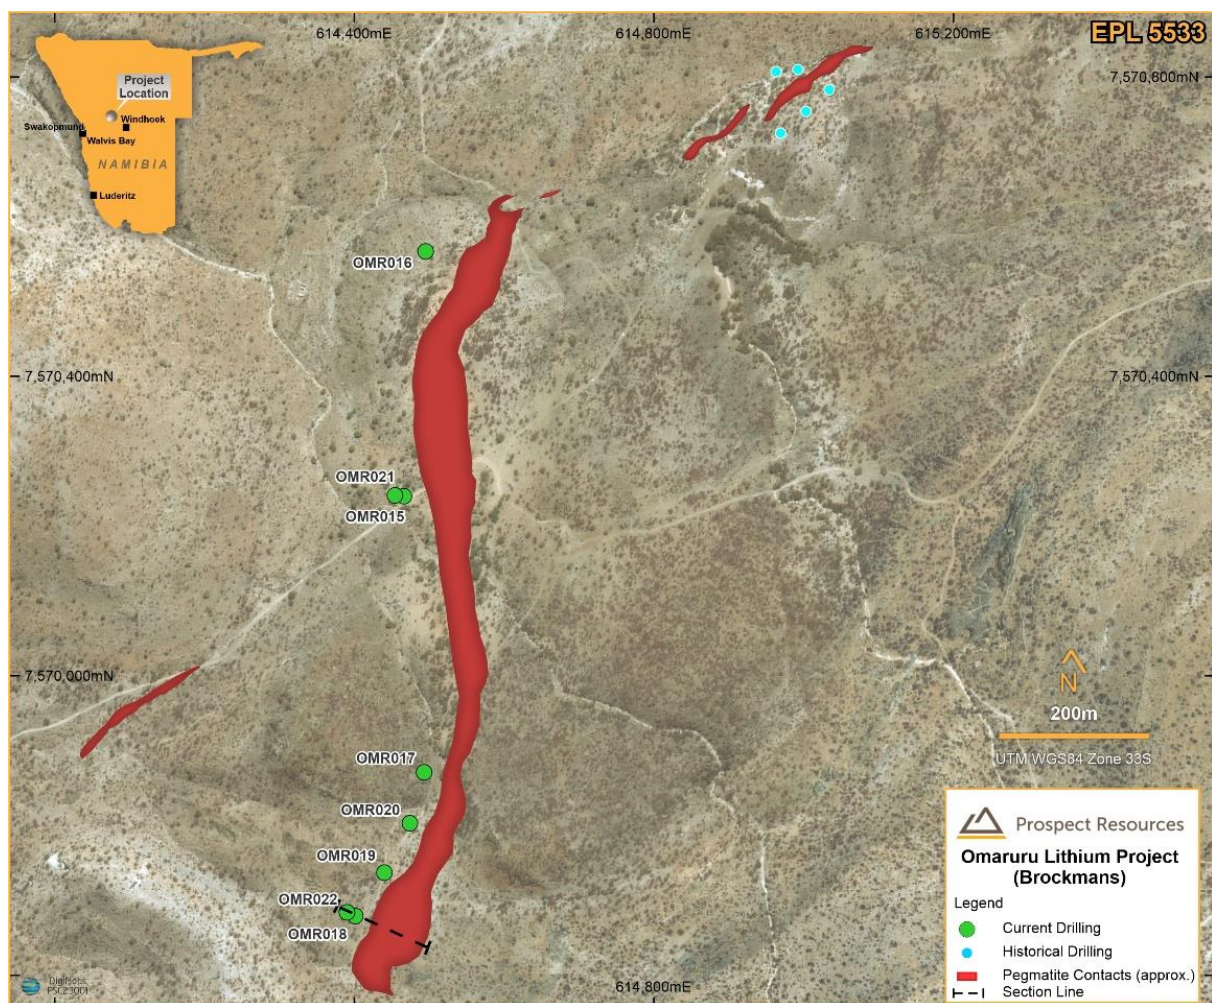 614,400mE
614,800mE
615,200mE
EPL 5533
7,570,800mN
Project
Location
Swakopmund
Windhoek
Walvis Bay
NAMIBIA
Luderitz
OMR016
7,570,400mN
7,570,400mN
OMR021
OMR015
7,570,000mN
N
200m
UTM WGS84 Zone 33S
OMR017
OMR020
OMR019
OMR022
OMR018
Prospect Resources
Omaruru Lithium Project
(Brockmans)
Legend
Current Drilling
Historical Drilling
Pegmatite Contacts (approx.)
Section Line
614,800mE